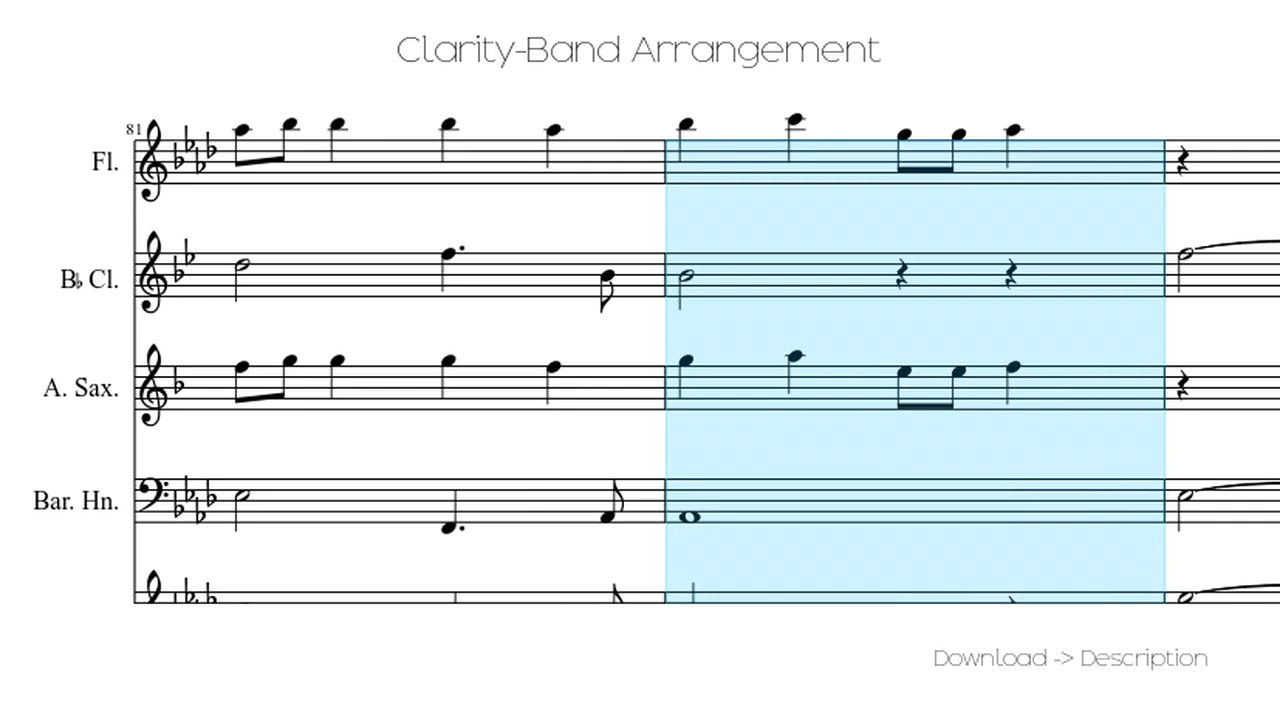 Clarity-Band Arrangement
81
Fl.
B♭ Cl.
A. Sax.
Bar. Hn.
Download -> Description